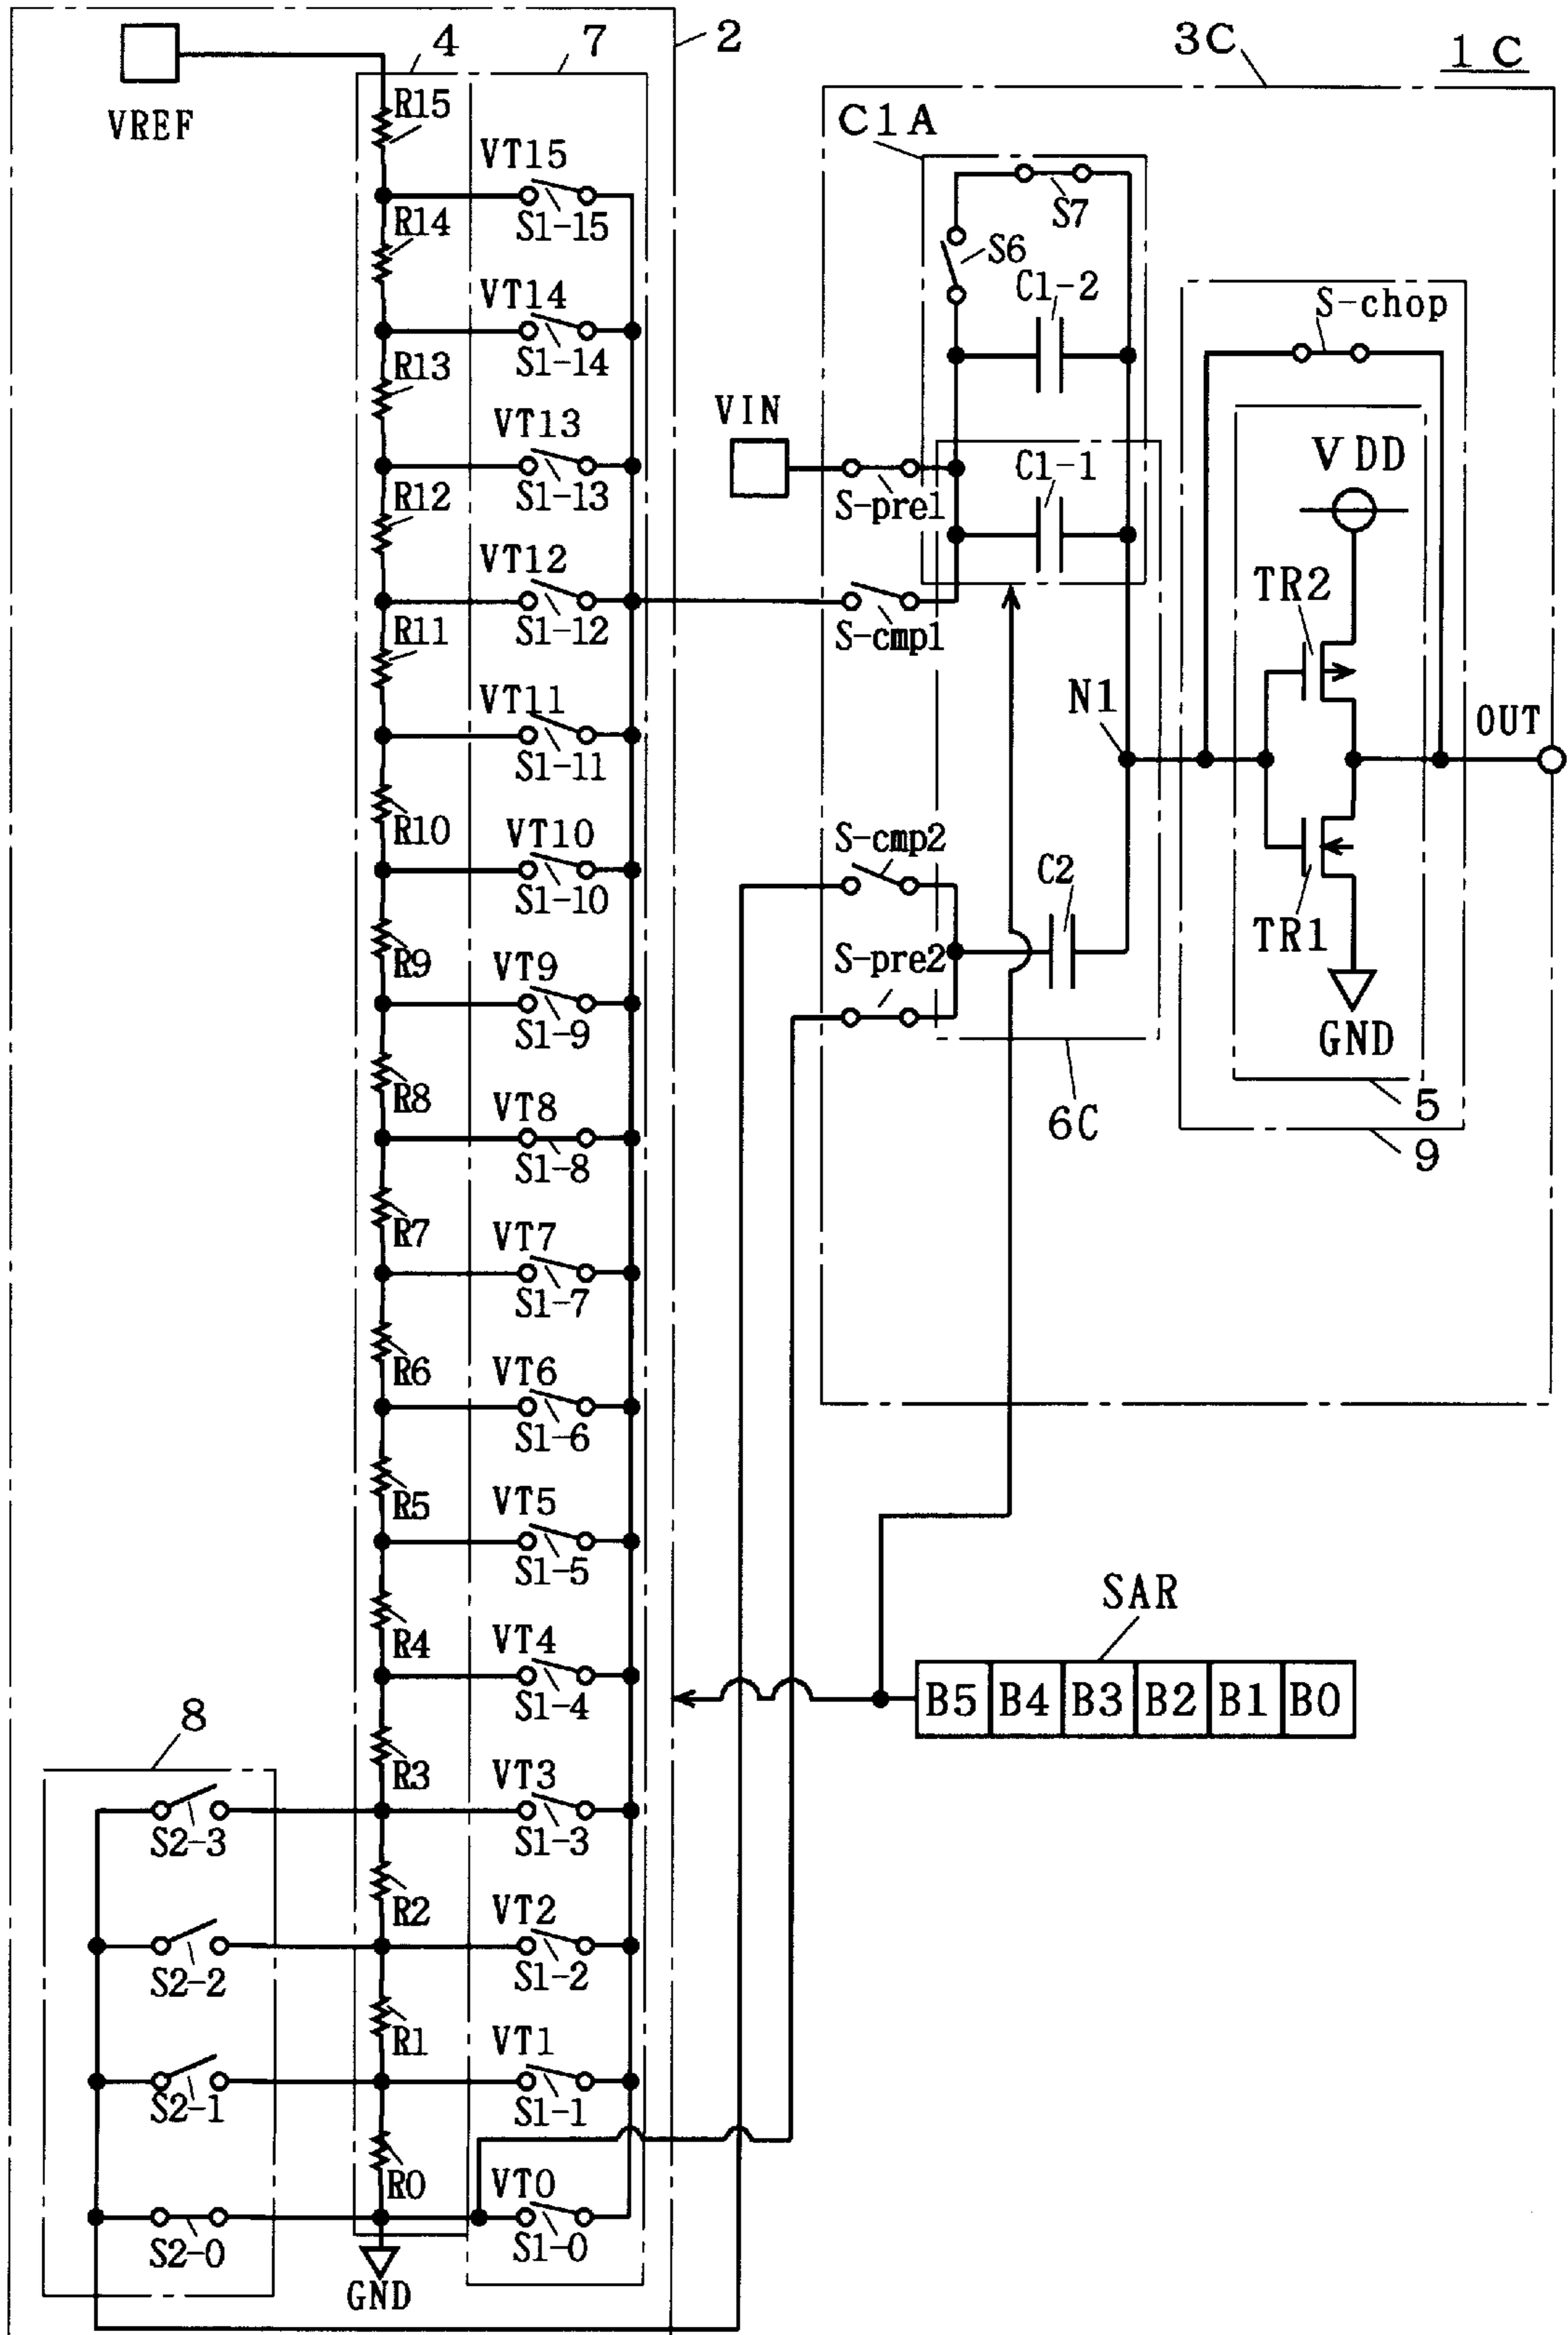 1C
3C
2
4
7
VREF
R15
VT15
S1-15
R14
VT14
S1-14
R13
VT13
S1-13
R12
VT12
S1-12
R11
VT11
S1-11
R10
VT10
S1-10
R9
VT9
S1-9
R8
VT8
S1-8
R7
VT7
S1-7
R6
VT6
S1-6
R5
VT5
S1-5
R4
VT4
S1-4
R3
VT3
S1-3
R2
VT2
S1-2
R1
VT1
S1-1
R0
VT0
S1-0
GND
8
S2-3
S2-2
S2-1
S2-0
C1A
S7
S6
C1-2
VIN
S-pre1
C1-1
S-cmp1
N1
S-cmp2
C2
S-pre2
6C
S-chop
VDD
TR2
OUT
TR1
GND
5
9
SAR
B5 B4 B3 B2 B1 B0